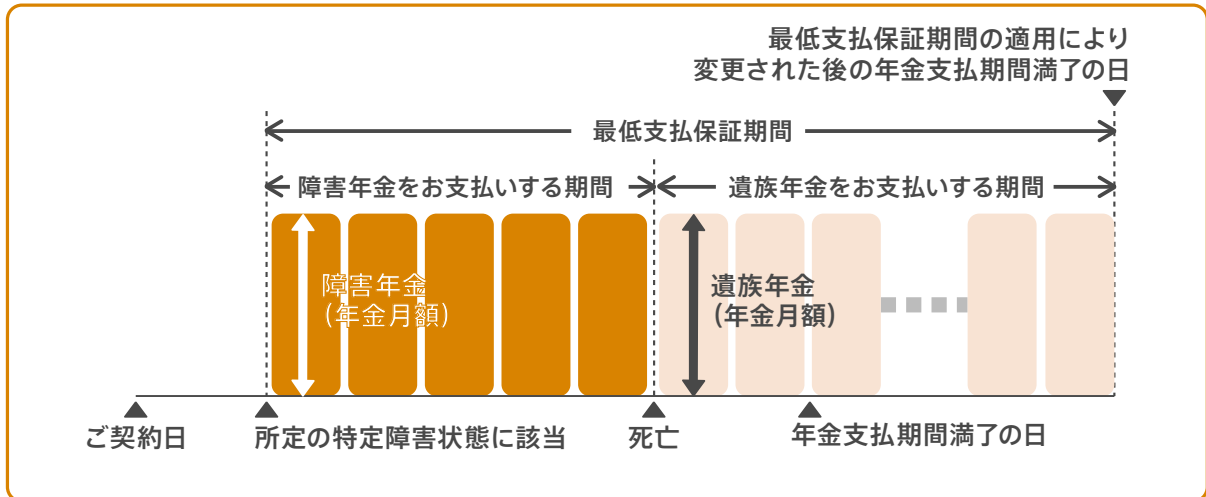 最低支払保証期間の適用により
変更された後の年金支払期間満了の日
最低支払保証期間
障害年金をお支払いする期間
遺族年金をお支払いする期間
障害年金
(年金月額)
遺族年金
(年金月額)
ご契約日
所定の特定障害状態に該当
死亡
年金支払期間満了の日